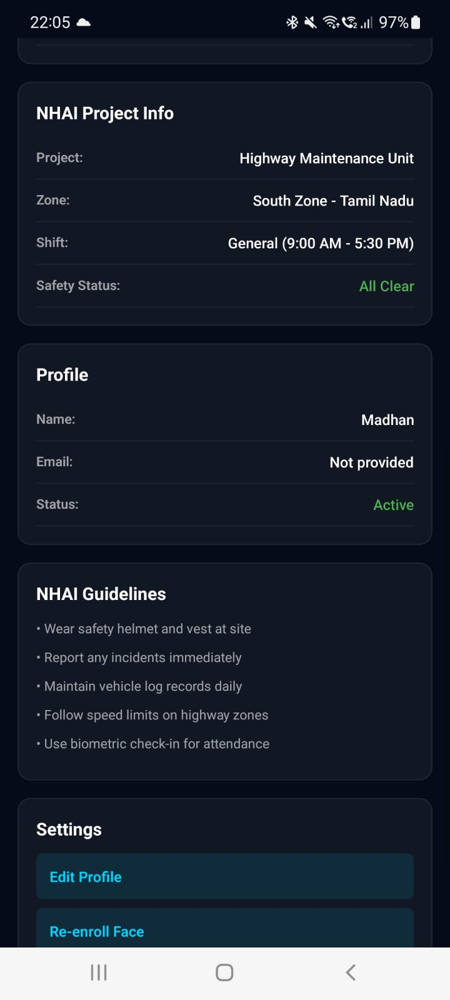 22:05
97%
NHAI Project Info
Project: Highway Maintenance Unit
Zone: South Zone - Tamil Nadu
Shift: General (9:00 AM - 5:30 PM)
Safety Status: All Clear
Profile
Name: Madhan
Email: Not provided
Status: Active
NHAI Guidelines
• Wear safety helmet and vest at site
• Report any incidents immediately
• Maintain vehicle log records daily
• Follow speed limits on highway zones
• Use biometric check-in for attendance
Settings
Edit Profile
Re-enroll Face